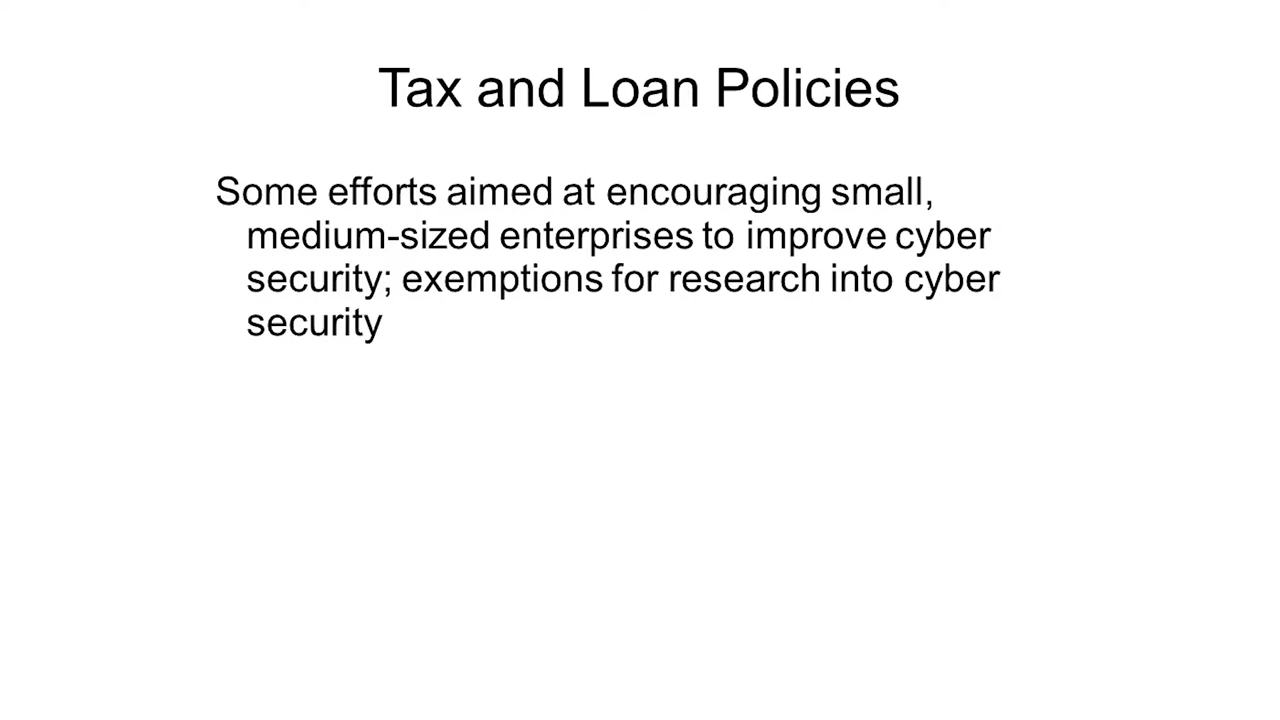 Tax and Loan Policies
Some efforts aimed at encouraging small,
medium-sized enterprises to improve cyber
security; exemptions for research into cyber
security